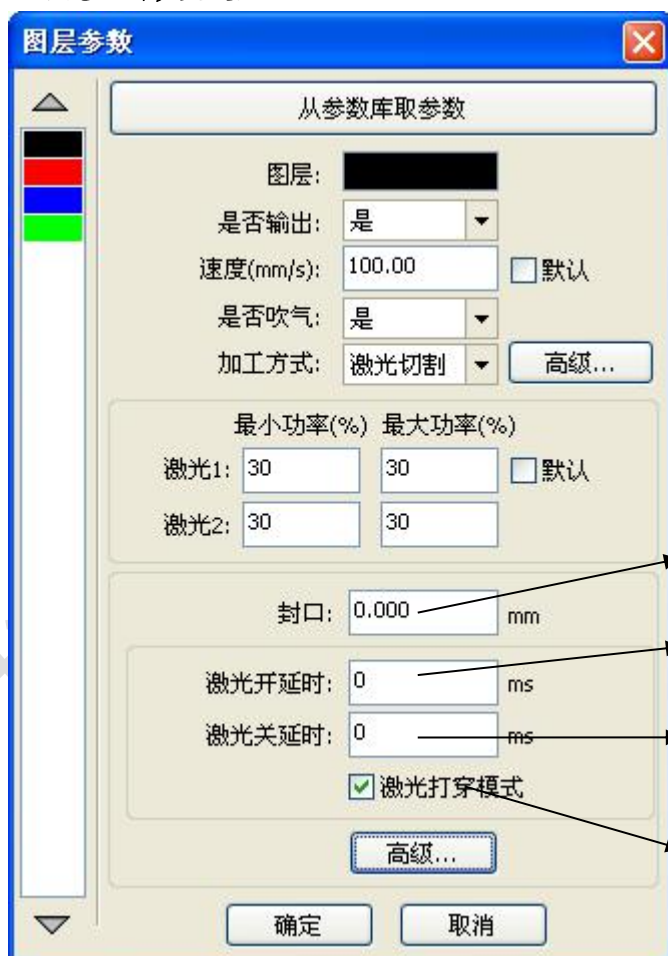 图层参数
从参数库取参数
图层:
是否输出: 是
速度(mm/s): 100.00 默认
是否吹气: 是
加工方式: 激光切割 高级...
最小功率(%) 最大功率(%)
激光1: 30 30 默认
激光2: 30 30
封口: 0.000 mm
激光开延时: 0 ms
激光关延时: 0 ms
激光打穿模式
高级...
确定 取消